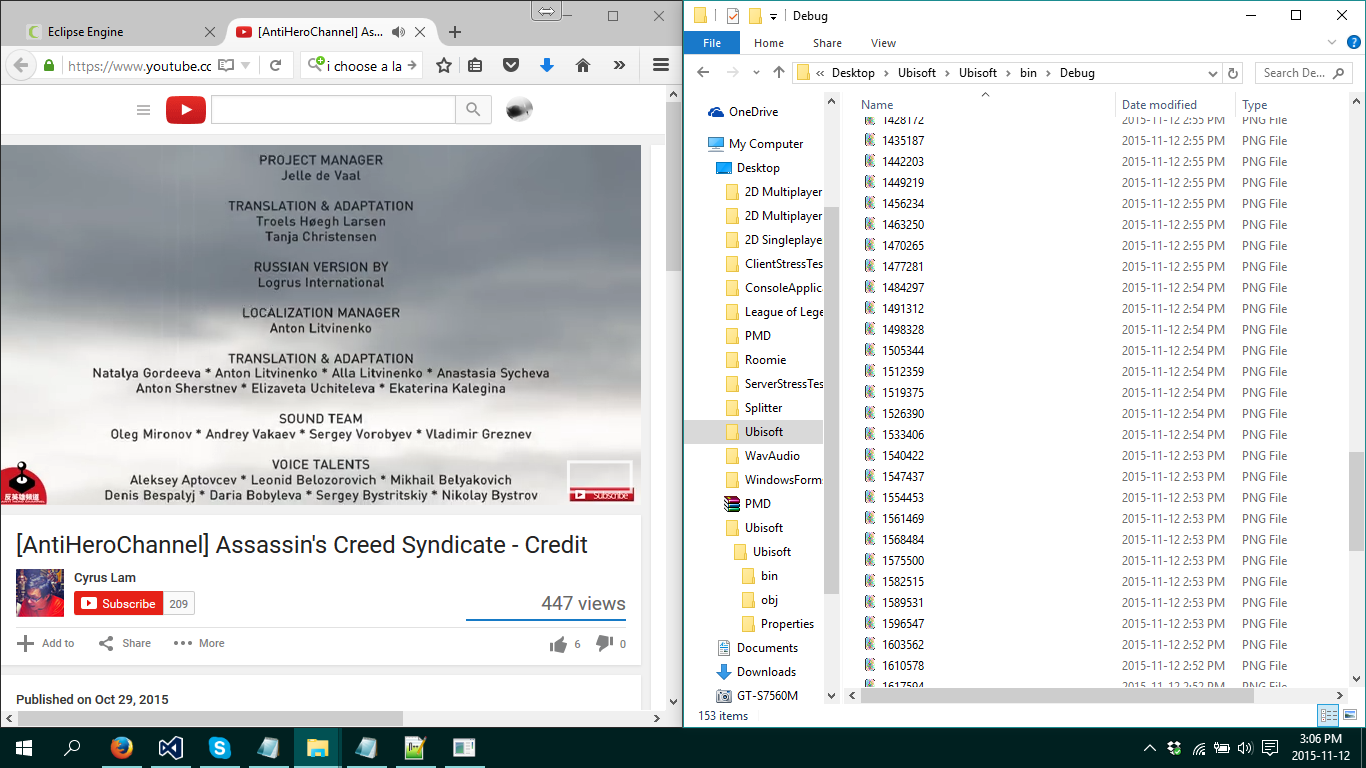 Eclipse Engine
[AntiHeroChannel] As...
https://www.youtube.cc
i choose a la
PROJECT MANAGER
Jelle de Vaal
TRANSLATION & ADAPTATION
Troels Høegh Larsen
Tanja Christensen
RUSSIAN VERSION BY
Logrus International
LOCALIZATION MANAGER
Anton Litvinenko
TRANSLATION & ADAPTATION
Natalya Gordeeva * Anton Litvinenko * Alla Litvinenko * Anastasia Sycheva
Anton Sherstnev * Elizaveta Uchiteleva * Ekaterina Kalegina
SOUND TEAM
Oleg Mironov * Andrey Vakaev * Sergey Vorobyev * Vladimir Greznev
VOICE TALENTS
Aleksey Aptovcev * Leonid Belozorovich * Mikhail Belyakovich
Denis Bespalyj * Daria Bobyleva * Sergey Bystritskiy * Nikolay Bystrov
反英雄頻道
Subscribe
[AntiHeroChannel] Assassin's Creed Syndicate - Credit
Cyrus Lam
Subscribe 209
447 views
Add to Share More 6 0
Published on Oct 29, 2015
Debug
File Home Share View
« Desktop Ubisoft Ubisoft bin Debug
Search De...
OneDrive
My Computer
Desktop
2D Multiplayer
2D Multiplayer
2D Singleplaye
ClientStressTes
ConsoleApplica
League of Lege
PMD
Roomie
ServerStressTes
Splitter
Ubisoft
WavAudio
WindowsForm
PMD
Ubisoft
Ubisoft
bin
obj
Properties
Documents
Downloads
GT-S7560M
Name Date modified Type
1428172 2015-11-12 2:55 PM PNG File
1435187 2015-11-12 2:55 PM PNG File
1442203 2015-11-12 2:55 PM PNG File
1449219 2015-11-12 2:55 PM PNG File
1456234 2015-11-12 2:55 PM PNG File
1463250 2015-11-12 2:55 PM PNG File
1470265 2015-11-12 2:55 PM PNG File
1477281 2015-11-12 2:55 PM PNG File
1484297 2015-11-12 2:54 PM PNG File
1491312 2015-11-12 2:54 PM PNG File
1498328 2015-11-12 2:54 PM PNG File
1505344 2015-11-12 2:54 PM PNG File
1512359 2015-11-12 2:54 PM PNG File
1519375 2015-11-12 2:54 PM PNG File
1526390 2015-11-12 2:54 PM PNG File
1533406 2015-11-12 2:54 PM PNG File
1540422 2015-11-12 2:53 PM PNG File
1547437 2015-11-12 2:53 PM PNG File
1554453 2015-11-12 2:53 PM PNG File
1561469 2015-11-12 2:53 PM PNG File
1568484 2015-11-12 2:53 PM PNG File
1575500 2015-11-12 2:53 PM PNG File
1582515 2015-11-12 2:53 PM PNG File
1589531 2015-11-12 2:53 PM PNG File
1596547 2015-11-12 2:53 PM PNG File
1603562 2015-11-12 2:52 PM PNG File
1610578 2015-11-12 2:52 PM PNG File
1617594 2015-11-12 2:52 PM PNG File
153 items
3:06 PM
2015-11-12